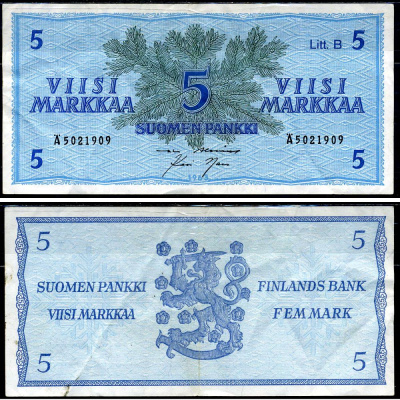 5 Litt. B 5
VIISI 5 VIISI
MARKKAA MARKKAA
SUOMEN PANKKI
Ä5021909 Ä5021909
5 5
5 5
SUOMEN PANKKI FINLANDS BANK
VIISI MARKKAA FEM MARK
5 5